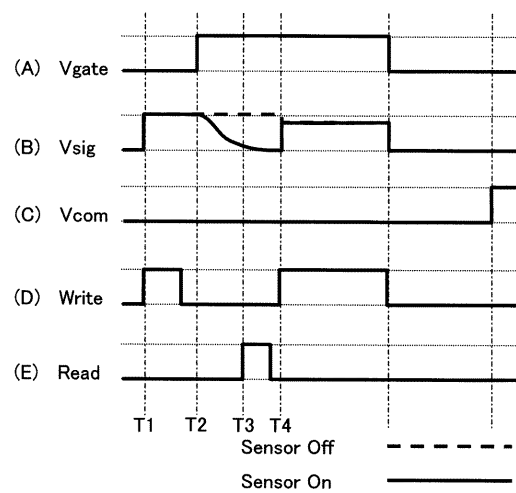 (A) Vgate
(B) Vsig
(C) Vcom
(D) Write
(E) Read
T1 T2 T3 T4
Sensor Off
Sensor On